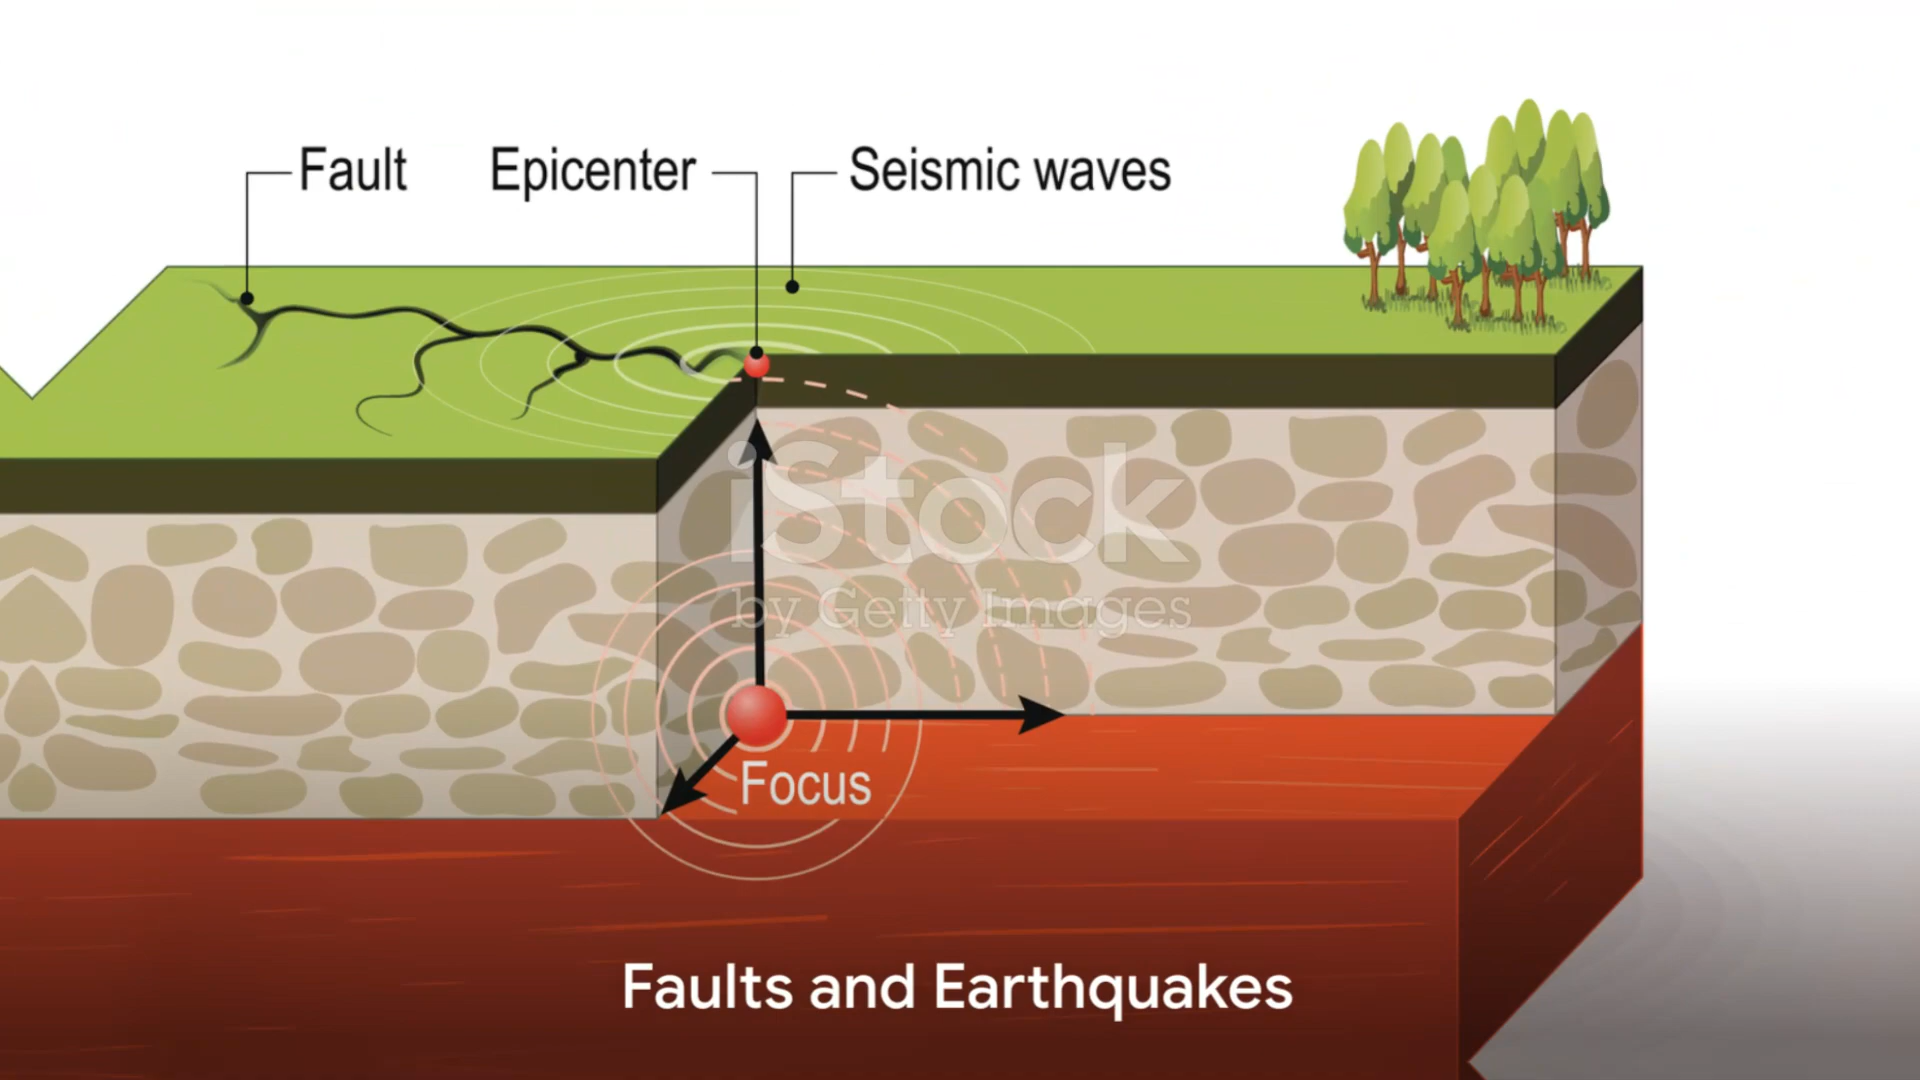 Fault
Epicenter
Seismic waves
iStock
by Getty Images
Focus
Faults and Earthquakes